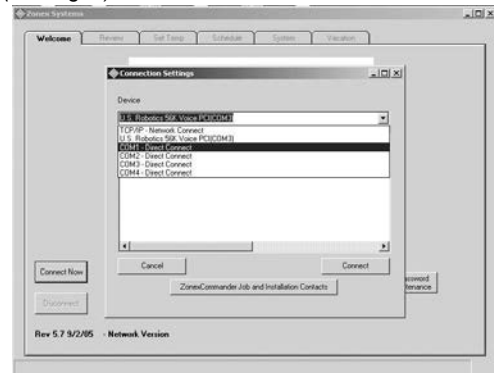 Zonex Systems
Welcome Review Set Temp Schedule System Vacation
Connection Settings
Device
U.S. Robotics 56K Voice PCI(COM3)
TCP/IP - Network Connect
U.S. Robotics 56K Voice PCI(COM3)
COM1 - Direct Connect
COM2 - Direct Connect
COM3 - Direct Connect
COM4 - Direct Connect
Cancel Connect
ZonexCommander Job and Installation Contacts
Connect Now
Disconnect
Rev 5.7 9/2/05 - Network Version